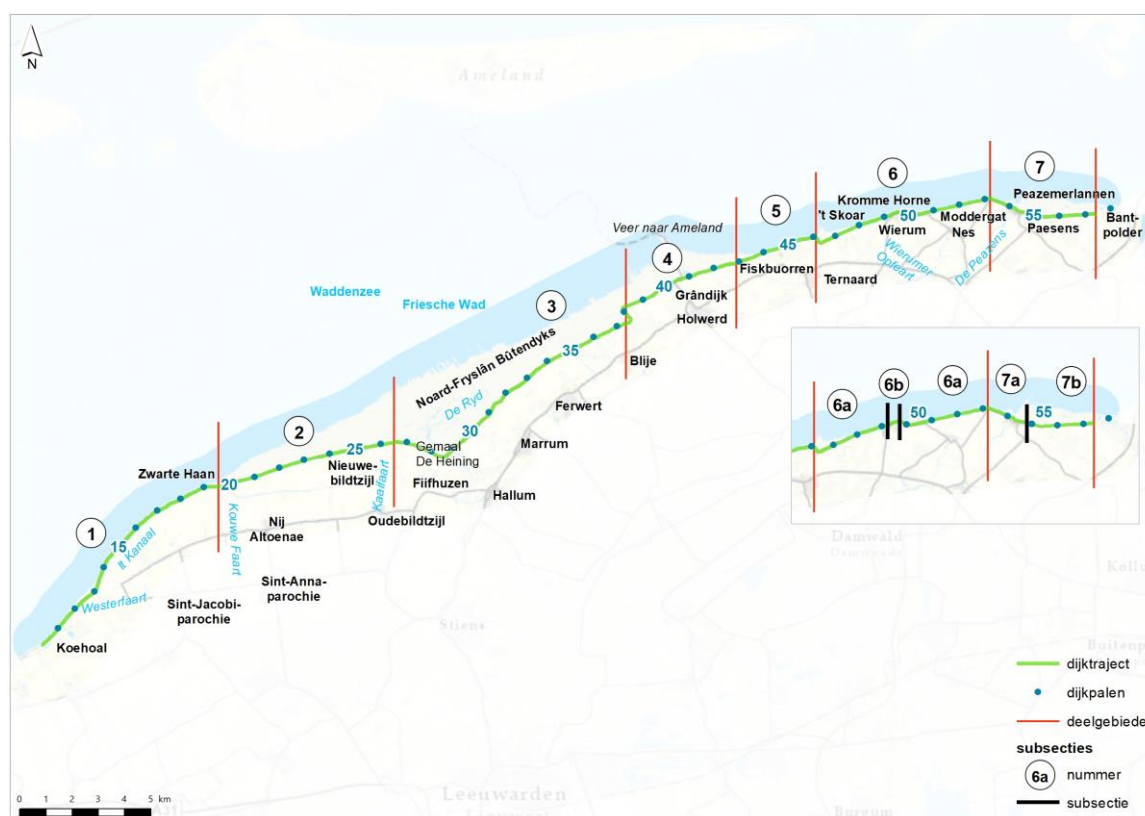 N
Ameland
Veer naar Ameland
Waddenzee
Friesche Wad
1
2
3
4
5
6
7
Koehoal
Westerfaart
It Kanaal
15
Zwarte Haan
20
Kouwe Faart
Sint-Jacobi-
parochie
Nij
Altoenae
Sint-Anna-
parochie
Nieuwe-
bildtzijl
25
Kaaifaart
Oudebildtzijl
Noard-Fryslân Bûtendyks
De Ryd
Gemaal
De Heining
Fiifhuzen
30
Hallum
Marrum
Ferwert
35
Blije
40
Grândijk
Holwerd
Fiskbuorren
45
't Skoar
Ternaard
Kromme Horne
50
Wierum
Wierumer
Opfeart
Moddergat
Nes
De Peazens
Peazemerlannen
55
Paesens
Bant-
polder
6a
6b
6a
7a
7b
50
55
Damwâld
Damwoude
Stiens
Leeuwarden
Burgum
A31
0 1 2 3 4 5 km
dijktraject
dijkpalen
deelgebiede
subsecties
6a nummer
subsectie